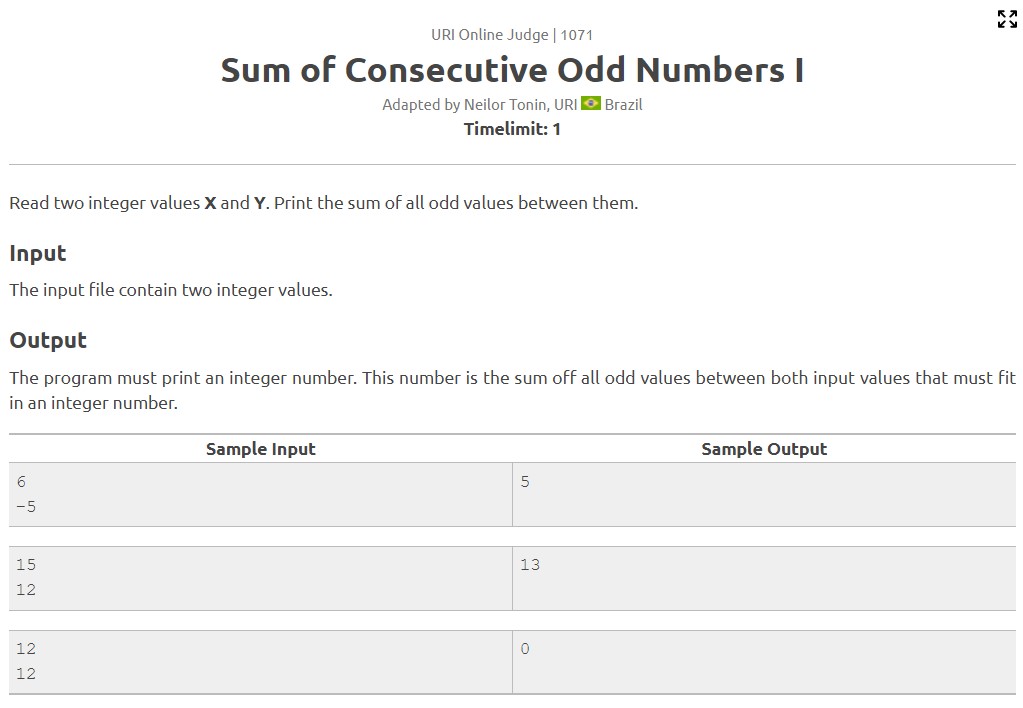 URI Online Judge | 1071
Sum of Consecutive Odd Numbers I
Adapted by Neilor Tonin, URI Brazil
Timelimit: 1
Read two integer values X and Y. Print the sum of all odd values between them.
Input
The input file contain two integer values.
Output
The program must print an integer number. This number is the sum off all odd values between both input values that must fit
in an integer number.
Sample Input Sample Output
6 5
-5
15 13
12
12 0
12